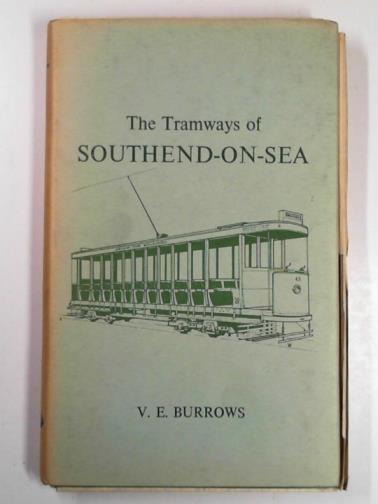 The Tramways of
SOUTHEND-ON-SEA
V. E. BURROWS